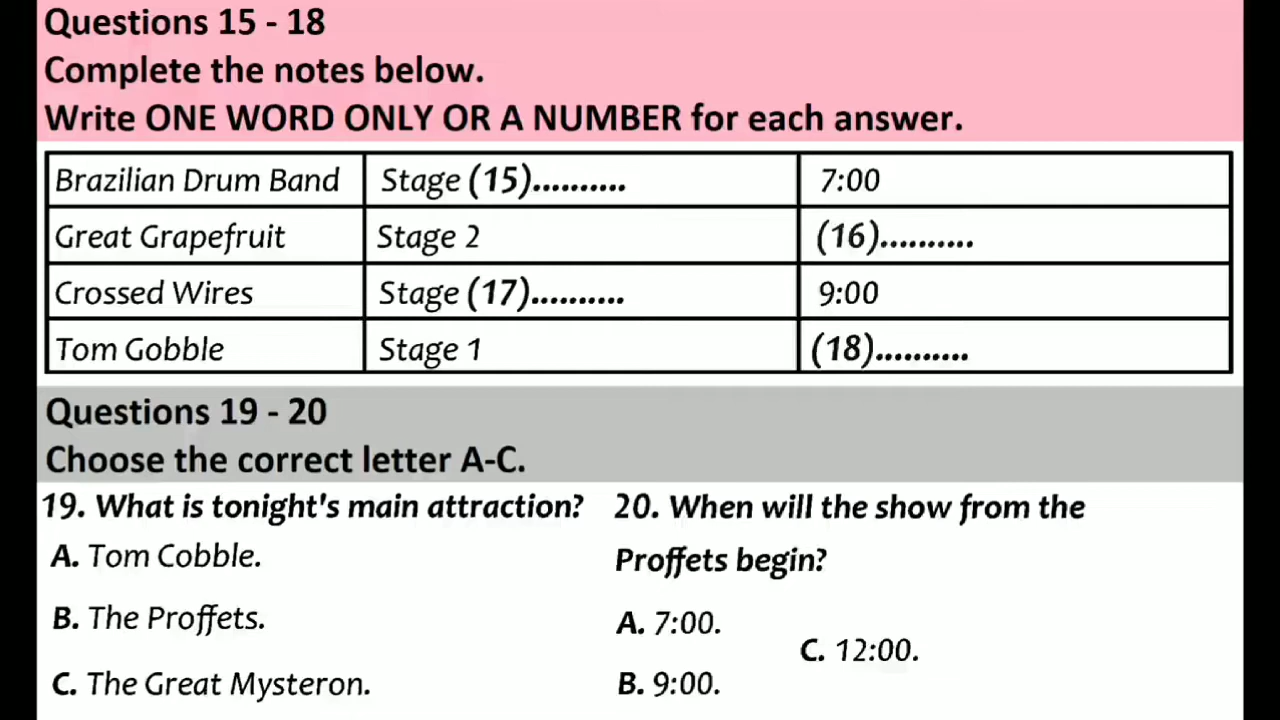 Questions 15 - 18
Complete the notes below.
Write ONE WORD ONLY OR A NUMBER for each answer.
Brazilian Drum Band Stage (15).......... 7:00
Great Grapefruit Stage 2 (16)..........
Crossed Wires Stage (17).......... 9:00
Tom Gobble Stage 1 (18)..........
Questions 19 - 20
Choose the correct letter A-C.
19. What is tonight's main attraction?
A. Tom Cobble.
B. The Proffets.
C. The Great Mysteron.
20. When will the show from the
Proffets begin?
A. 7:00.
B. 9:00.
C. 12:00.